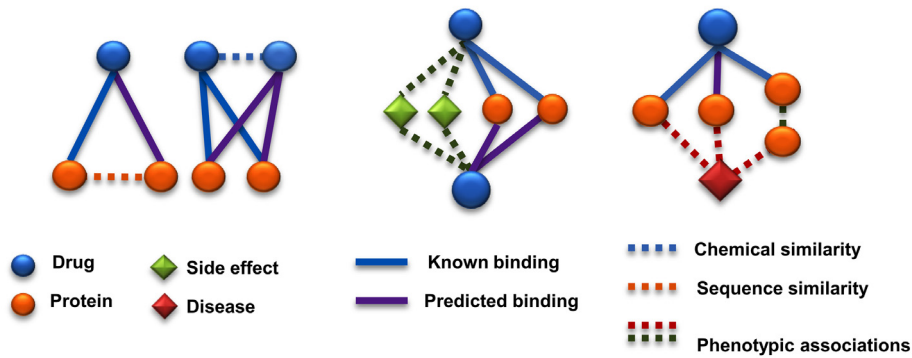 Drug
Protein
Side effect
Disease
Known binding
Predicted binding
Chemical similarity
Sequence similarity
Phenotypic associations